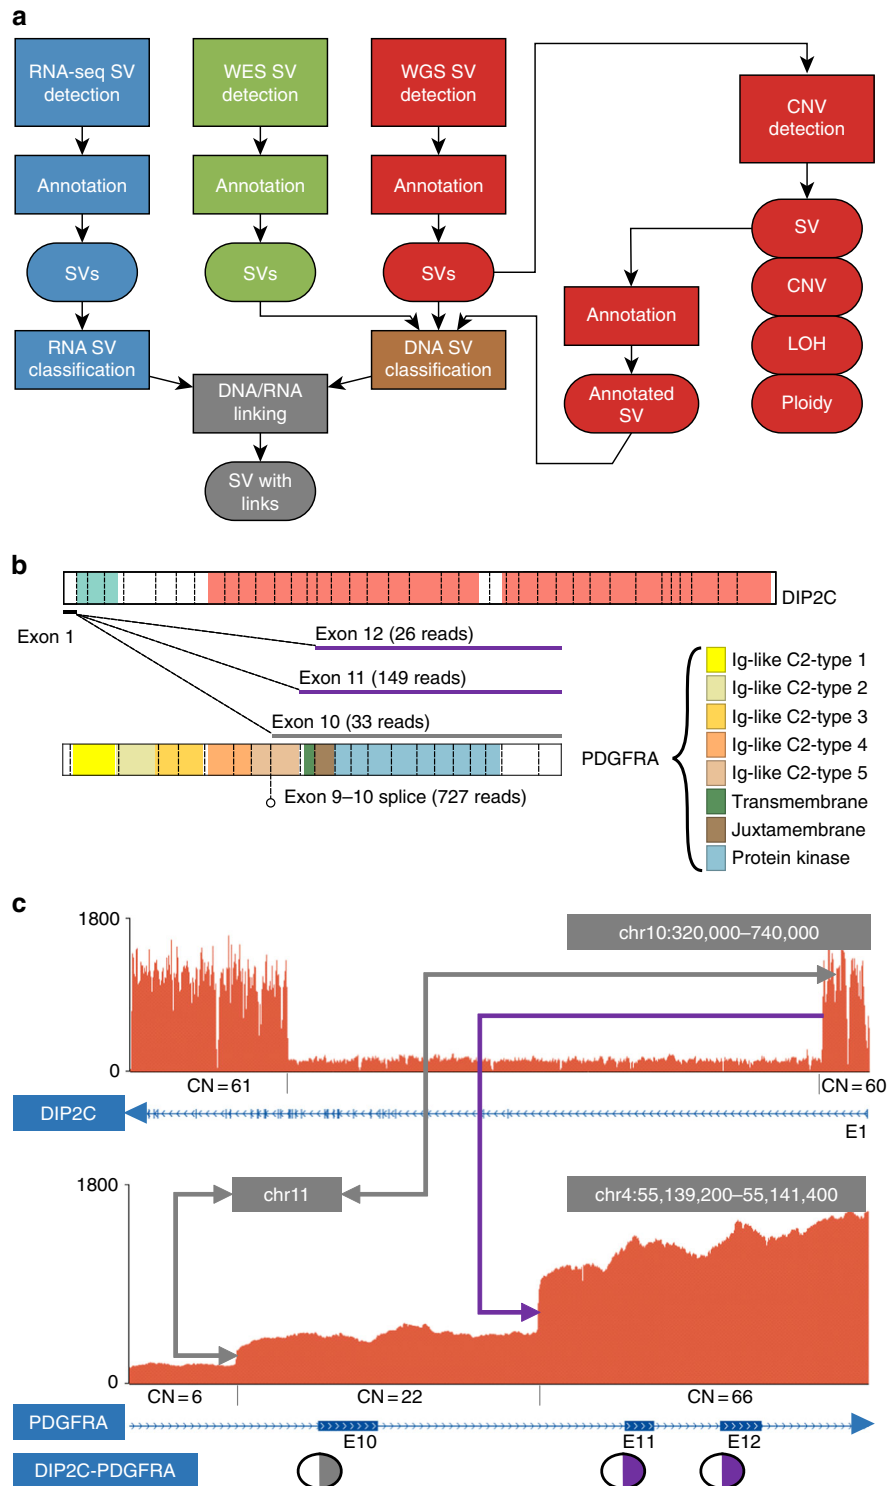 a
RNA-seq SV
detection
WES SV
detection
WGS SV
detection
CNV
detection
Annotation
Annotation
Annotation
SV
SVs
SVs
SVs
CNV
Annotation
RNA SV
classification
DNA SV
classification
LOH
DNA/RNA
linking
Annotated
SV
Ploidy
SV with
links
b
DIP2C
Exon 1
Exon 12 (26 reads)
Exon 11 (149 reads)
Exon 10 (33 reads)
PDGFRA
Exon 9–10 splice (727 reads)
Ig-like C2-type 1
Ig-like C2-type 2
Ig-like C2-type 3
Ig-like C2-type 4
Ig-like C2-type 5
Transmembrane
Juxtamembrane
Protein kinase
c
1800
chr10:320,000–740,000
0
CN=61
CN=60
DIP2C
E1
1800
chr11
chr4:55,139,200–55,141,400
0
CN=6
CN=22
CN=66
PDGFRA
E10
E11
E12
DIP2C-PDGFRA